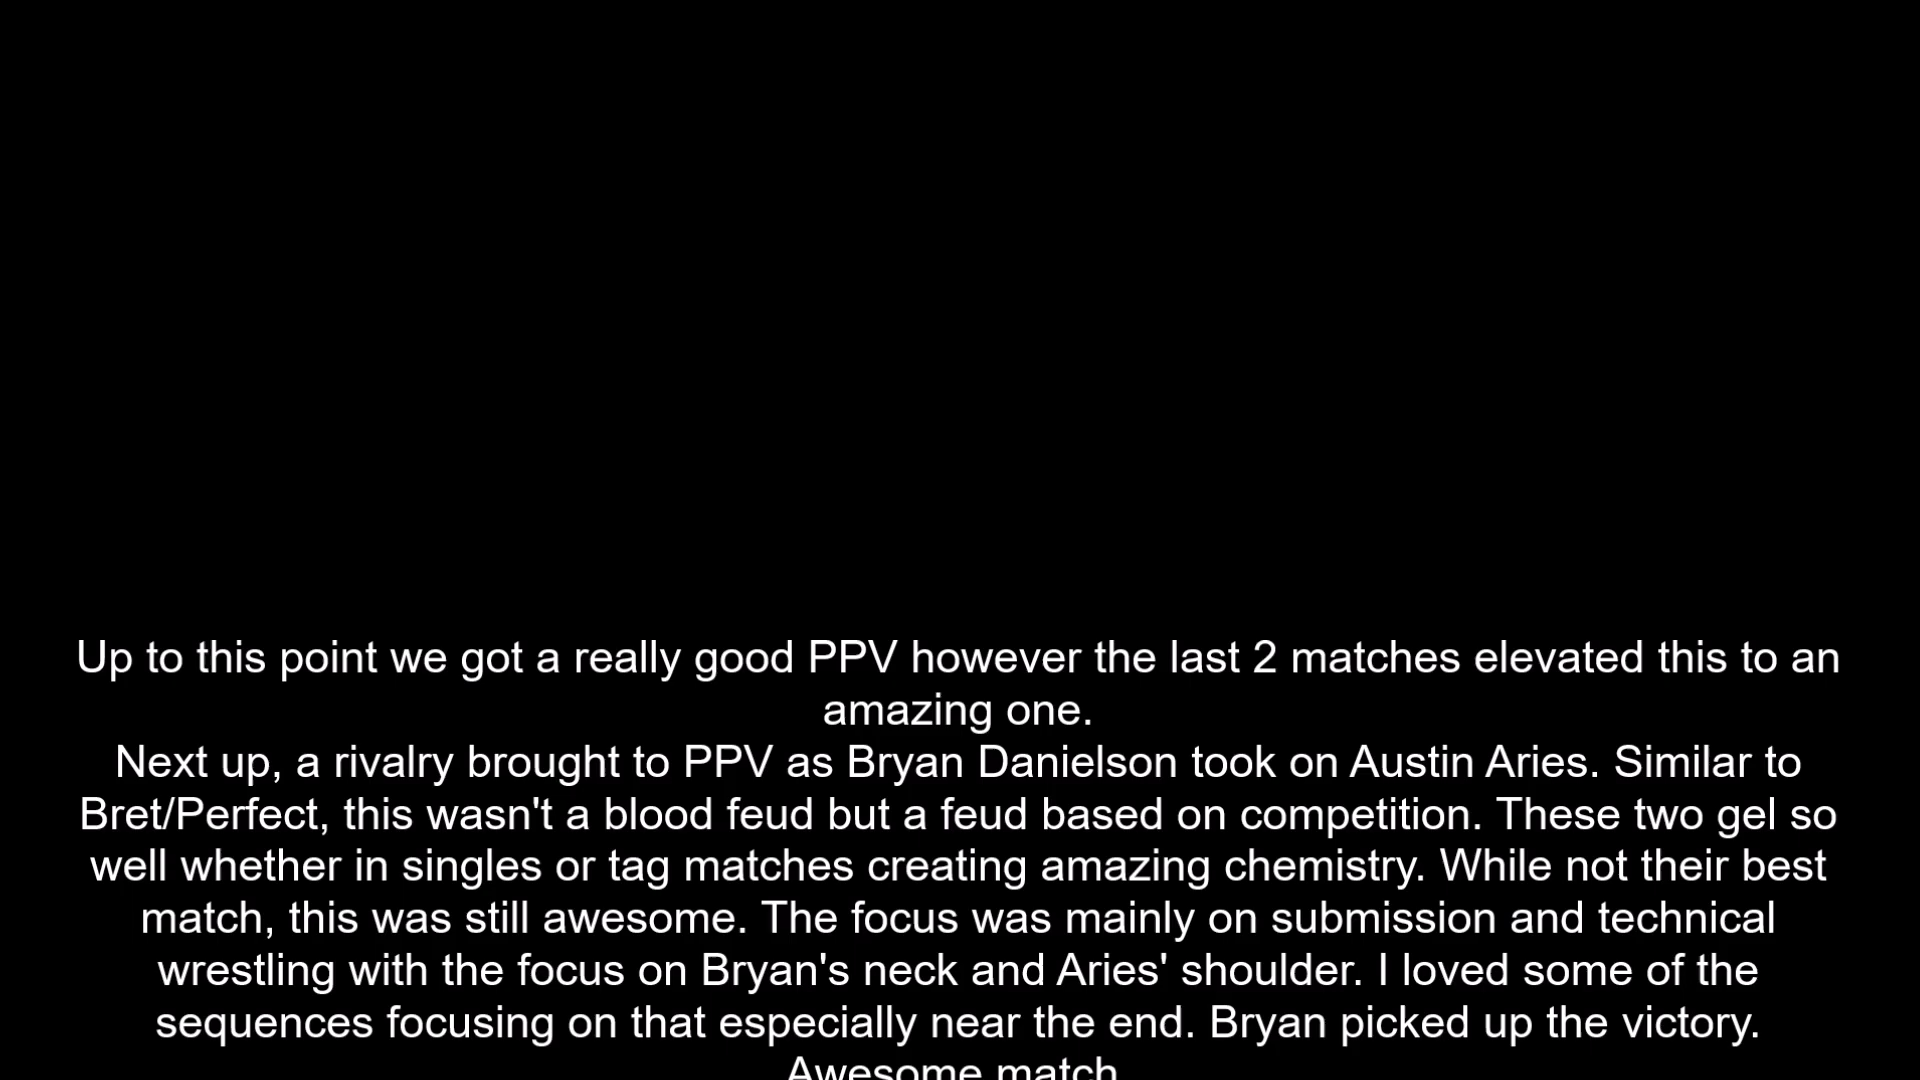 Up to this point we got a really good PPV however the last 2 matches elevated this to an
amazing one.
Next up, a rivalry brought to PPV as Bryan Danielson took on Austin Aries. Similar to
Bret/Perfect, this wasn't a blood feud but a feud based on competition. These two gel so
well whether in singles or tag matches creating amazing chemistry. While not their best
match, this was still awesome. The focus was mainly on submission and technical
wrestling with the focus on Bryan's neck and Aries' shoulder. I loved some of the
sequences focusing on that especially near the end. Bryan picked up the victory.
Awesome match